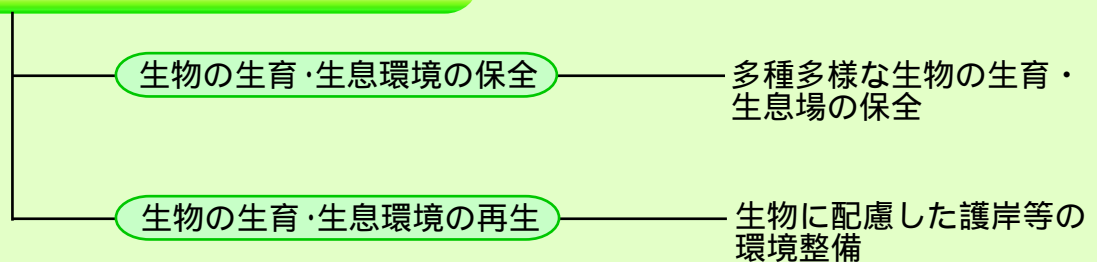 生物の生育·生息環境の保全
多種多様な生物の生育・
生息場の保全
生物の生育·生息環境の再生
生物に配慮した護岸等の
環境整備